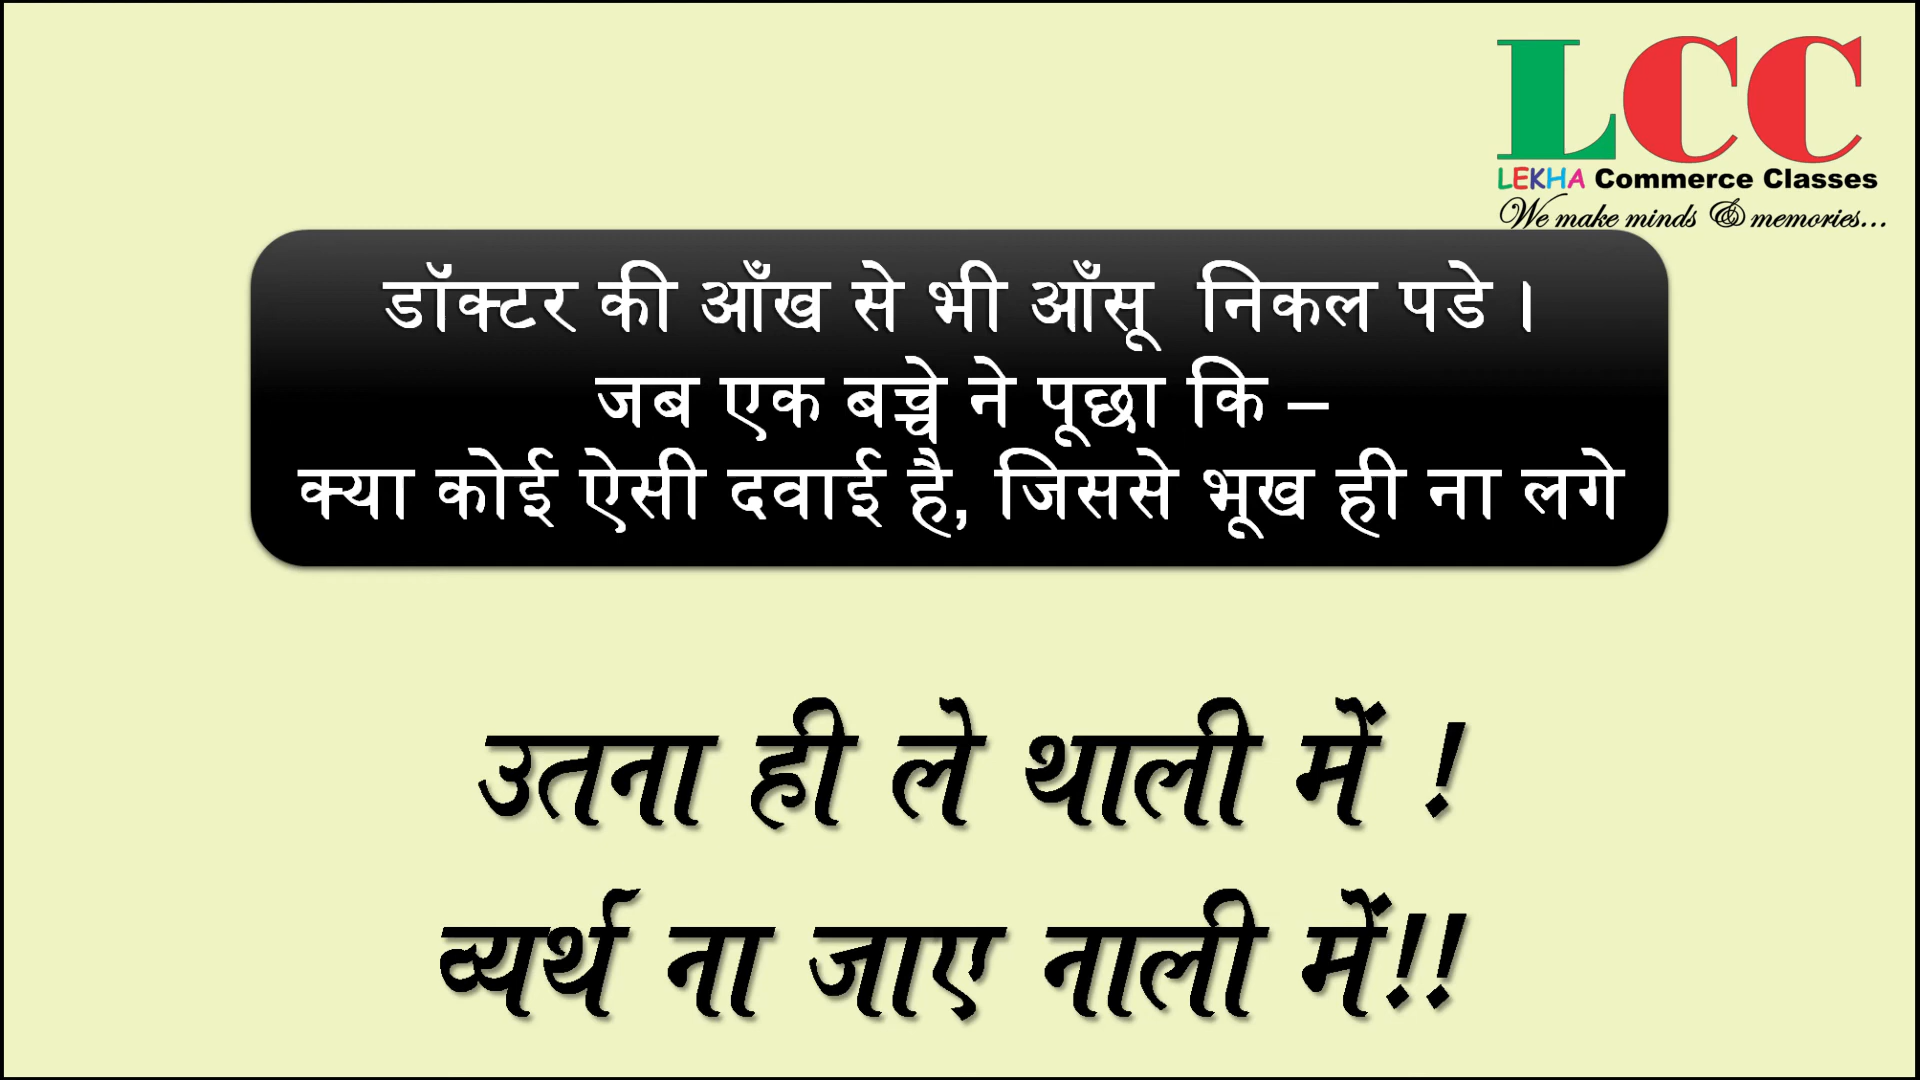 LCC
LEKHA Commerce Classes
We make minds & memories...
डॉक्टर की आँख से भी आँसू निकल पडे ।
जब एक बच्चे ने पूछा कि –
क्या कोई ऐसी दवाई है, जिससे भूख ही ना लगे
उतना ही ले थाली में !
व्यर्थ ना जाए नाली में!!